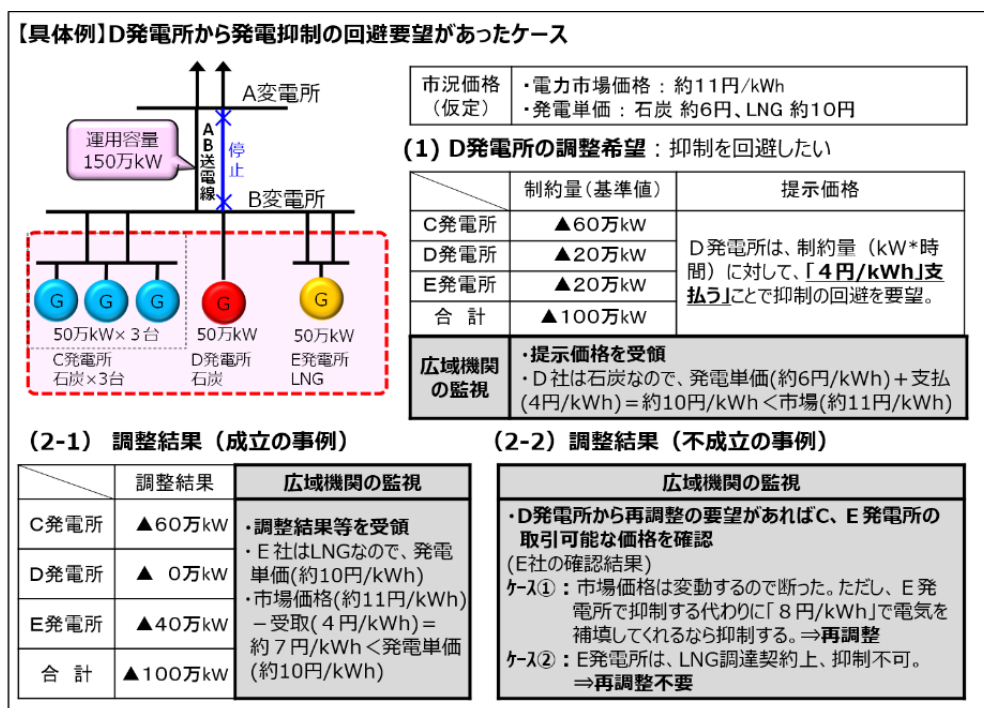 【具体例】D発電所から発電抑制の回避要望があったケース
A変電所
運用容量
150万kW
AB送電線
停止
B変電所
G
G
G
G
G
50万kW×3台
50万kW
50万kW
C発電所
石炭×3台
D発電所
石炭
E発電所
LNG
市況価格
(仮定)
・電力市場価格：約11円/kWh
・発電単価：石炭 約6円、LNG 約10円
(1) D発電所の調整希望：抑制を回避したい
制約量(基準値)
提示価格
C発電所
▲60万kW
D発電所
▲20万kW
E発電所
▲20万kW
合 計
▲100万kW
D発電所は、制約量（kW*時
間）に対して、「４円/kWh」支
払う」ことで抑制の回避を要望。
広域機関
の監視
・提示価格を受領
・D社は石炭なので、発電単価(約6円/kWh)＋支払
(4円/kWh)＝約10円/kWh＜市場(約11円/kWh)
（2-1） 調整結果（成立の事例）
調整結果
広域機関の監視
C発電所
▲60万kW
D発電所
▲ 0万kW
E発電所
▲40万kW
合 計
▲100万kW
・調整結果等を受領
・E社はLNGなので、発電
単価(約10円/kWh)
・市場価格(約11円/kWh)
－受取(４円/kWh)＝
約７円/kWh＜発電単価
(約10円/kWh)
（2-2）調整結果（不成立の事例）
広域機関の監視
・D発電所から再調整の要望があればC、E発電所の
取引可能な価格を確認
(E社の確認結果)
ケース①：市場価格は変動するので断った。ただし、E発
電所で抑制する代わりに「８円/kWh」で電気を
補填してくれるなら抑制する。⇒再調整
ケース②：E発電所は、LNG調達契約上、抑制不可。
⇒再調整不要